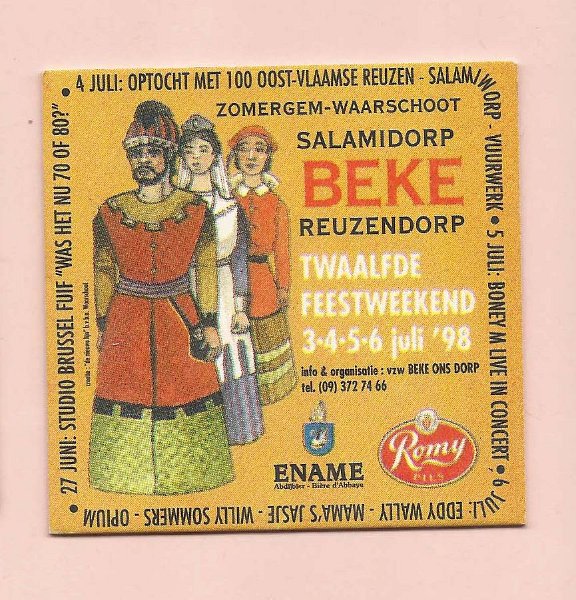 • 27 JUNI: STUDIO BRUSSEL FUIF "WAS HET NU 70 OF 80?"
• 4 JULI: OPTOCHT MET 100 OOST-VLAAMSE REUZEN - SALAMIWORP - VUURWERK
• 5 JULI: BONEY M LIVE IN CONCERT
• 6 JULI: EDDY WALLY - MAMA'S JASJE - WILLY SOMMERS - OPIUM
ZOMERGEM-WAARSCHOOT
SALAMIDORP
BEKE
REUZENDORP
TWAALFDE
FEESTWEEKEND
3·4·5·6 juli '98
info & organisatie : vzw BEKE ONS DORP
tel. (09) 372 74 66
ENAME
Abdijbier - Bière d'Abbaye
Romy
PILS